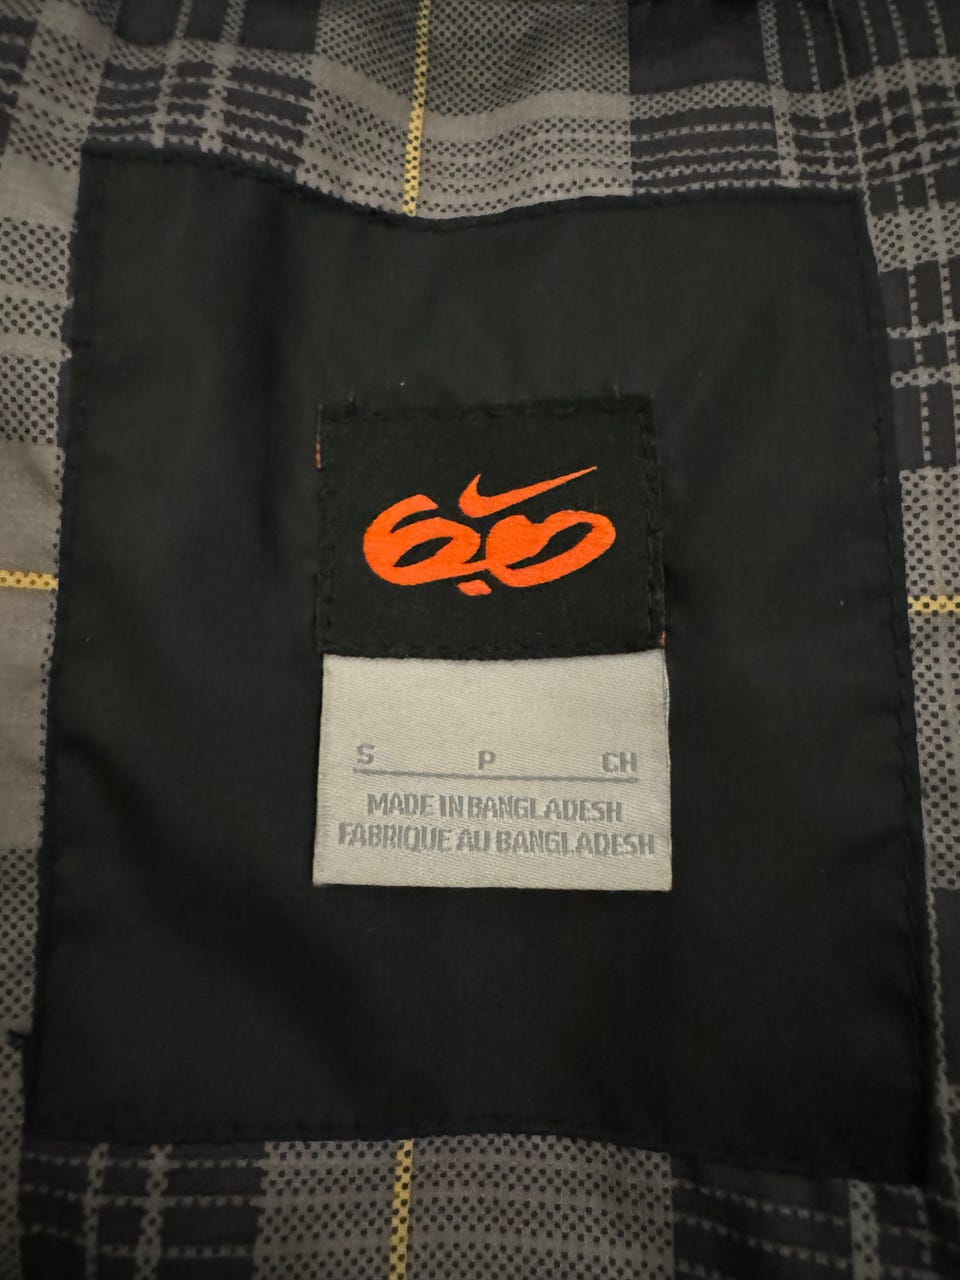 6.0
S P CH
MADE IN BANGLADESH
FABRIQUE AU BANGLADESH